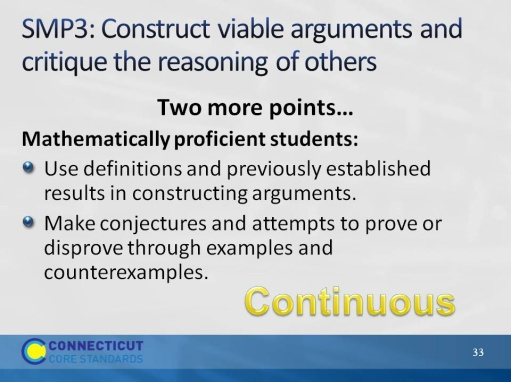 SMP3: Construct viable arguments and
critique the reasoning of others
Two more points…
Mathematically proficient students:
Use definitions and previously established
results in constructing arguments.
Make conjectures and attempts to prove or
disprove through examples and
counterexamples.
Continuous
CONNECTICUT
CORE STANDARDS
33